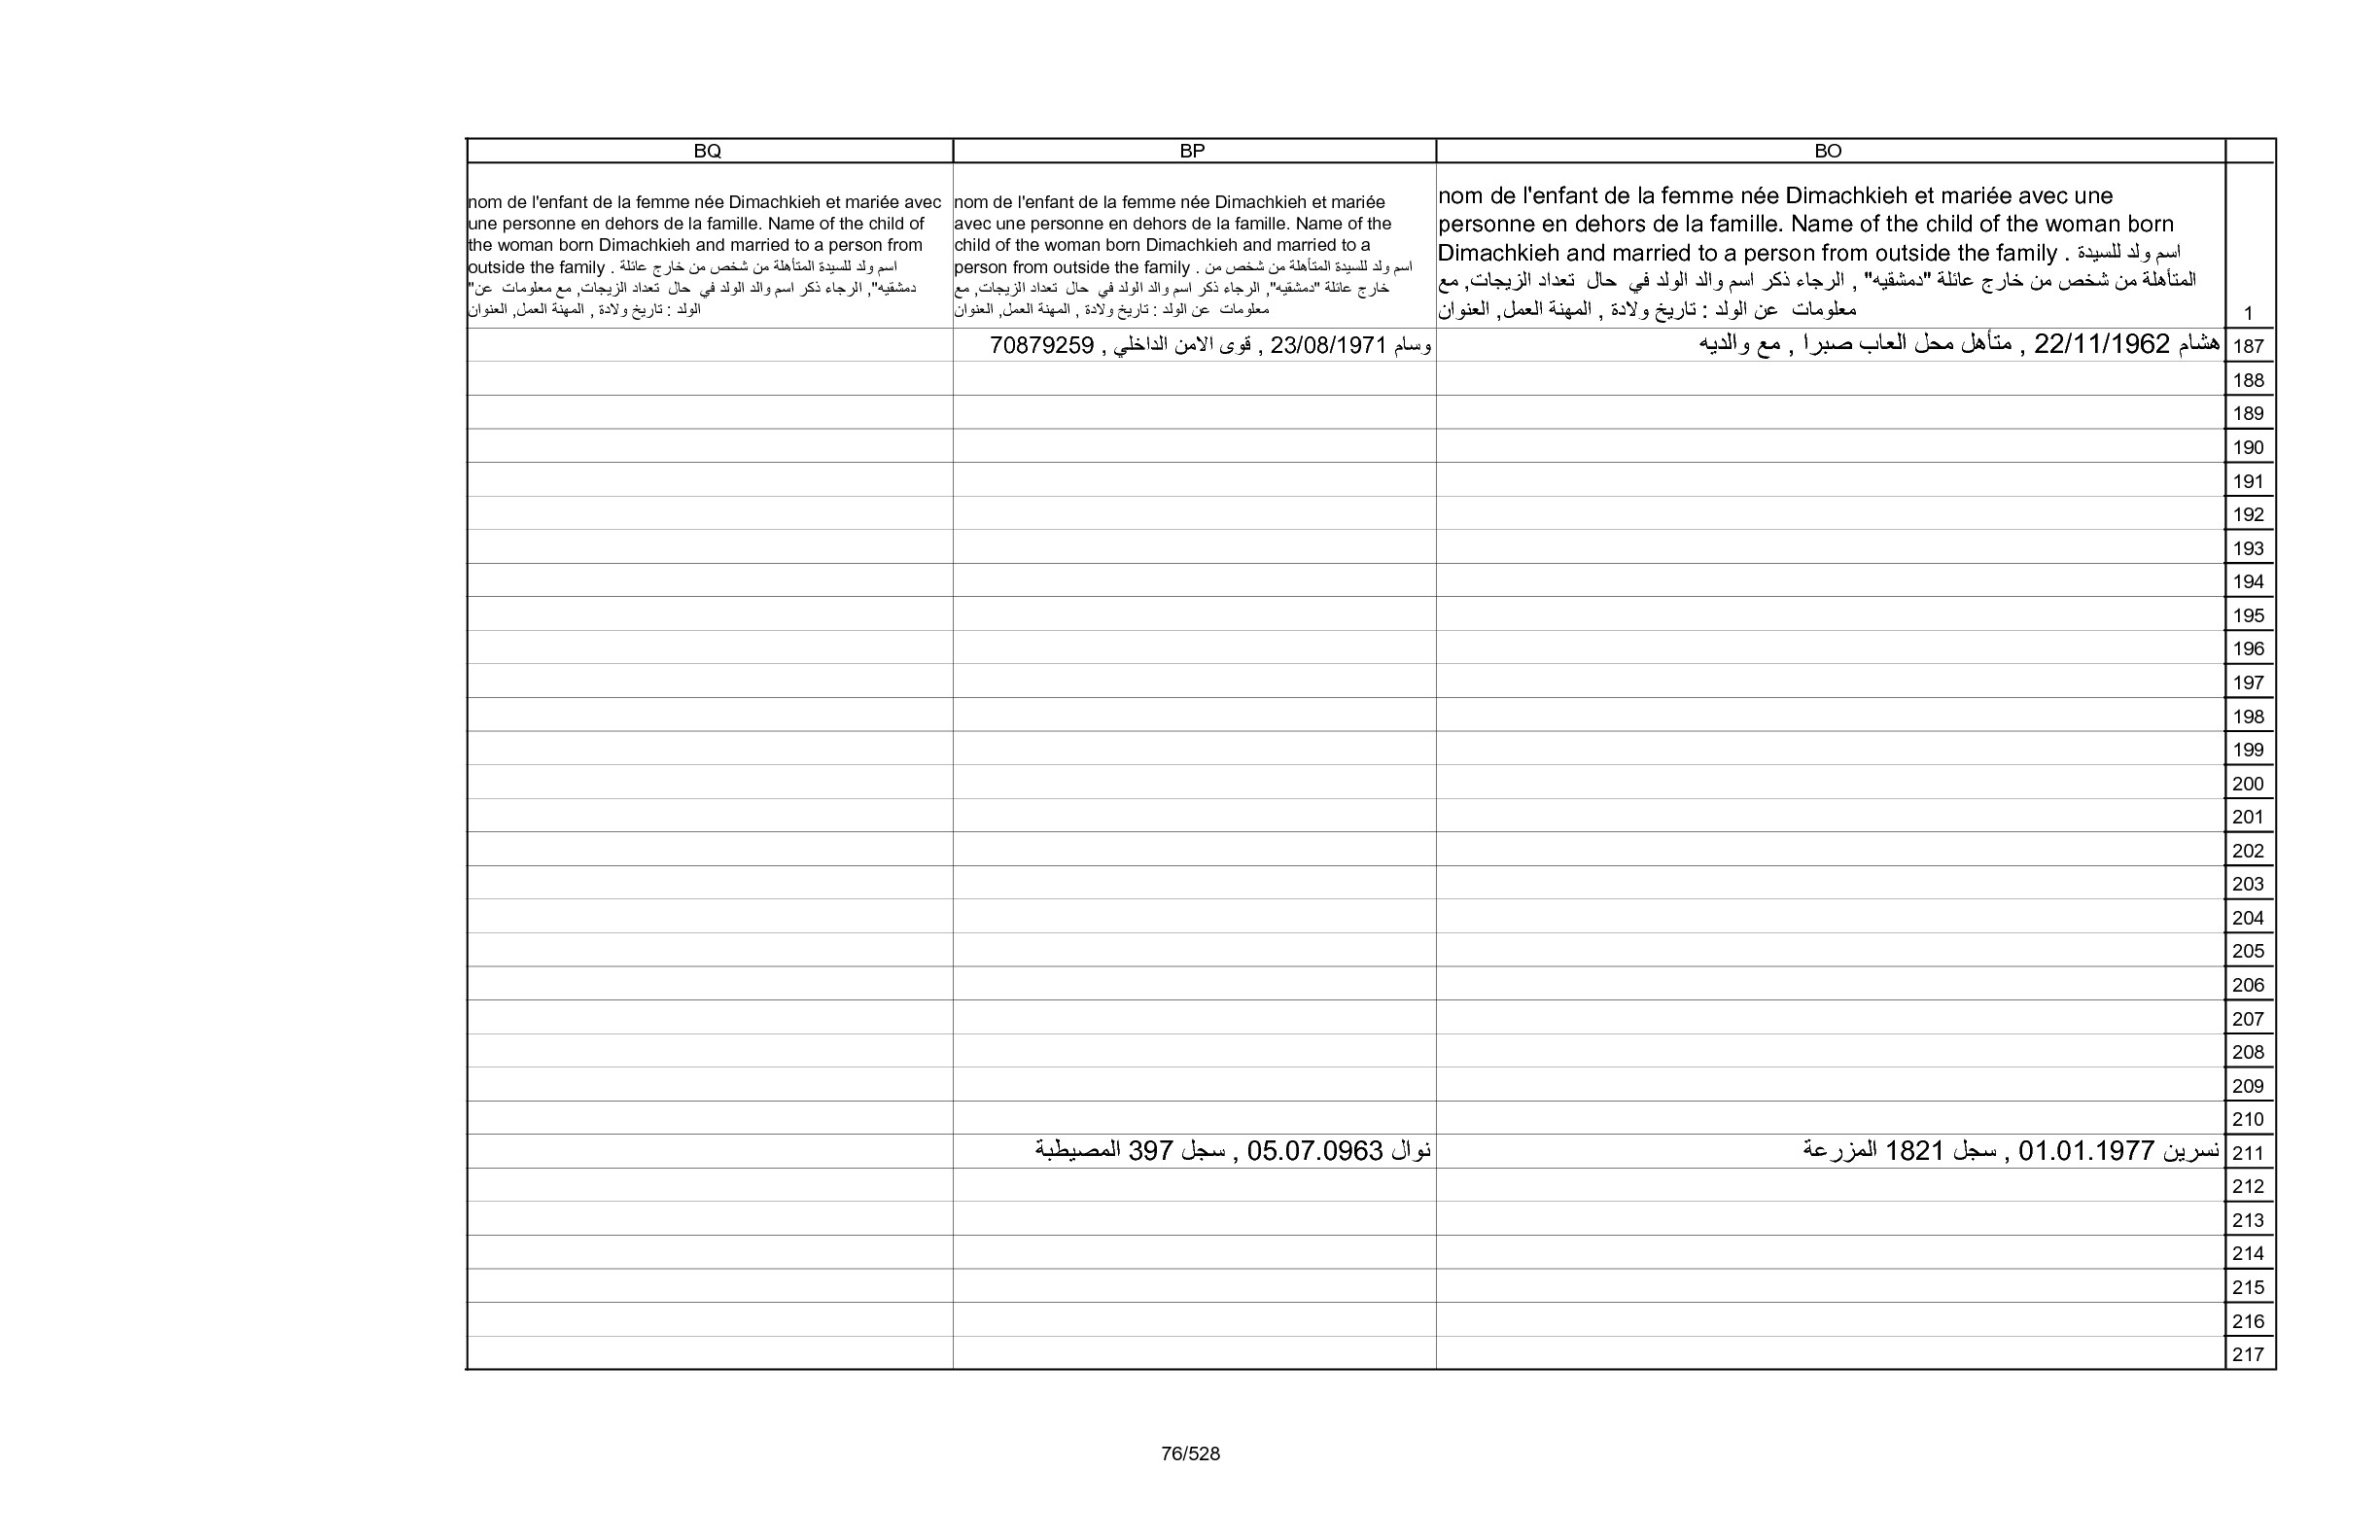 BQ BP BO
nom de l'enfant de la femme née Dimachkieh et mariée avec
une personne en dehors de la famille. Name of the child of
the woman born Dimachkieh and married to a person from
outside the family . اسم ولد للسيدة المتأهلة من شخص من خارج عائلة
"دمشقيه", الرجاء ذكر اسم والد الولد في حال تعداد الزيجات, مع معلومات عن
الولد : تاريخ ولادة , المهنة العمل, العنوان
nom de l'enfant de la femme née Dimachkieh et mariée
avec une personne en dehors de la famille. Name of the
child of the woman born Dimachkieh and married to a
person from outside the family . اسم ولد للسيدة المتأهلة من شخص من
خارج عائلة "دمشقيه", الرجاء ذكر اسم والد الولد في حال تعداد الزيجات, مع
معلومات عن الولد : تاريخ ولادة , المهنة العمل, العنوان
nom de l'enfant de la femme née Dimachkieh et mariée avec une
personne en dehors de la famille. Name of the child of the woman born
Dimachkieh and married to a person from outside the family . اسم ولد للسيدة
المتأهلة من شخص من خارج عائلة "دمشقيه" , الرجاء ذكر اسم والد الولد في حال تعداد الزيجات, مع
معلومات عن الولد : تاريخ ولادة , المهنة العمل, العنوان
1
187 هشام 22/11/1962 , متأهل محل العاب صبرا , مع والديه
وسام 23/08/1971 , قوى الامن الداخلي , 70879259
188
189
190
191
192
193
194
195
196
197
198
199
200
201
202
203
204
205
206
207
208
209
210
211 نسرين 01.01.1977 , سجل 1821 المزرعة
نوال 05.07.0963 , سجل 397 المصيطبة
212
213
214
215
216
217
76/528